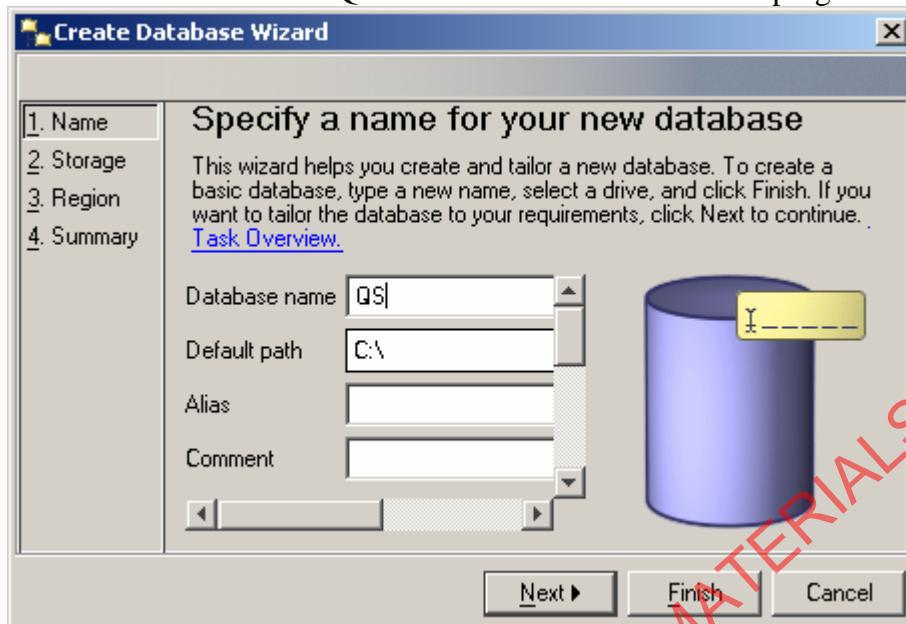 Create Database Wizard
1. Name
2. Storage
3. Region
4. Summary
Specify a name for your new database
This wizard helps you create and tailor a new database. To create a
basic database, type a new name, select a drive, and click Finish. If you
want to tailor the database to your requirements, click Next to continue.
Task Overview.
Database name QS
Default path C:\
Alias
Comment
Next
Finish
Cancel
MATERIALS